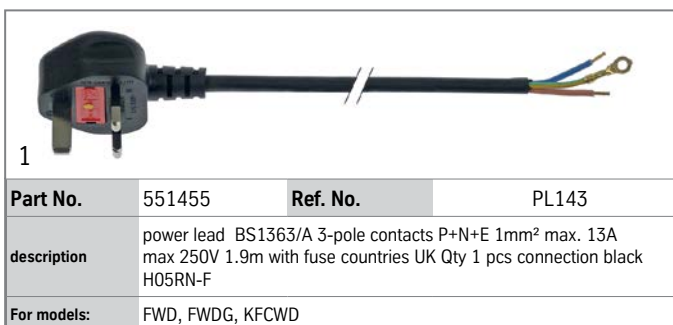 1
Part No. 551455 Ref. No. PL143
description power lead BS1363/A 3-pole contacts P+N+E 1mm² max. 13A
max 250V 1.9m with fuse countries UK Qty 1 pcs connection black
H05RN-F
For models: FWD, FWDG, KFCWD